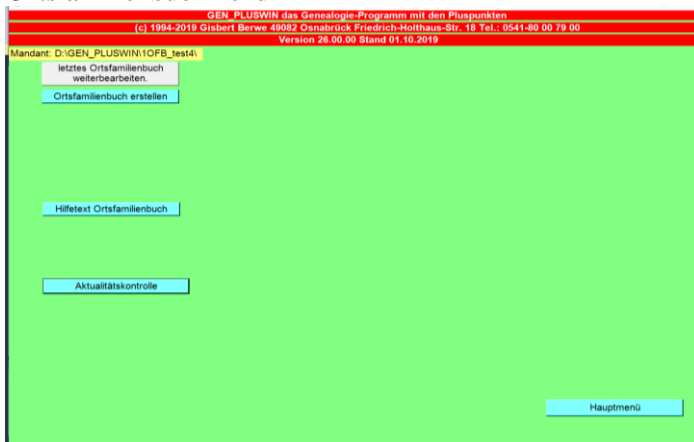 GEN_PLUSWIN das Genealogie-Programm mit den Pluspunkten
(c) 1994-2019 Gisbert Berwe 49082 Osnabrück Friedrich-Holthaus-Str. 18 Tel.: 0541-80 00 79 00
Version 26.00.00 Stand 01.10.2019
Mandant: D:\GEN_PLUSWIN\1OFB_test4\
letztes Ortsfamilienbuch
weiterbearbeiten.
Ortsfamilienbuch erstellen
Hilfetext Ortsfamilienbuch
Aktualitätskontrolle
Hauptmenü